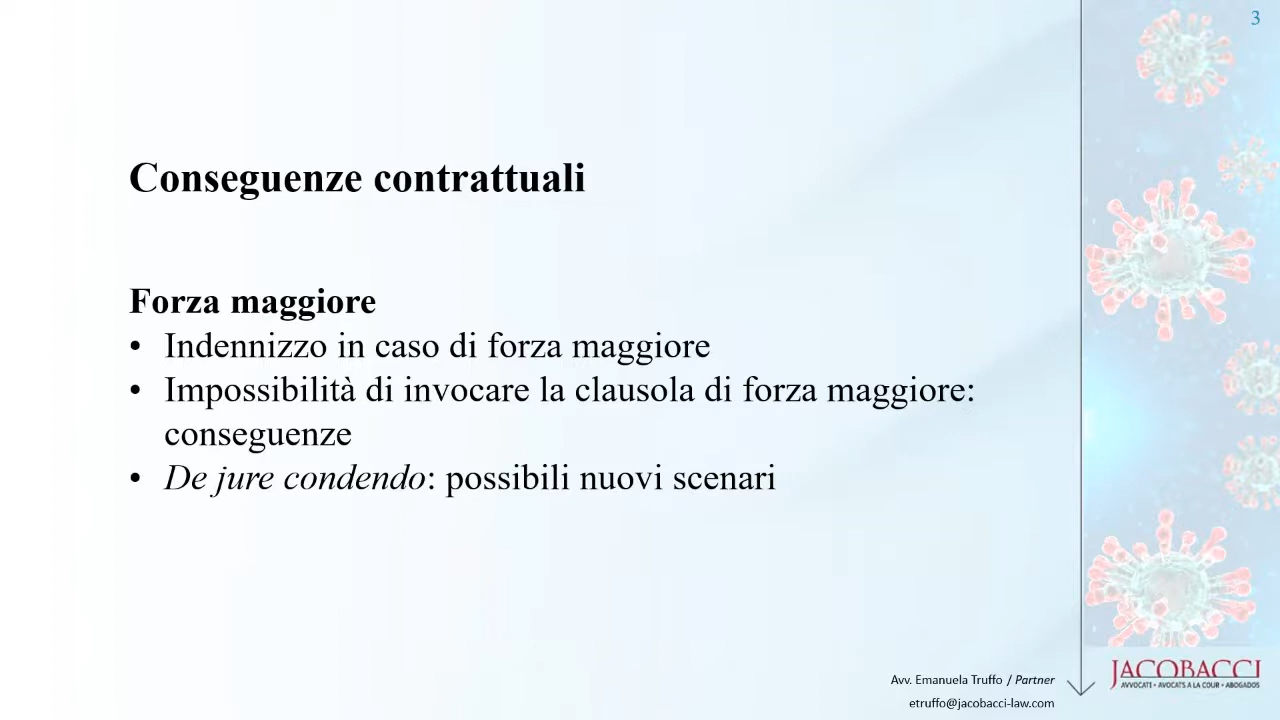 3
Conseguenze contrattuali
Forza maggiore
• Indennizzo in caso di forza maggiore
• Impossibilità di invocare la clausola di forza maggiore:
conseguenze
• De jure condendo: possibili nuovi scenari
Avv. Emanuela Truffo / Partner
etruffo@jacobacci-law.com
JACOBACCI
AVVOCATI • AVOCATS A LA COUR • ABOGADOS